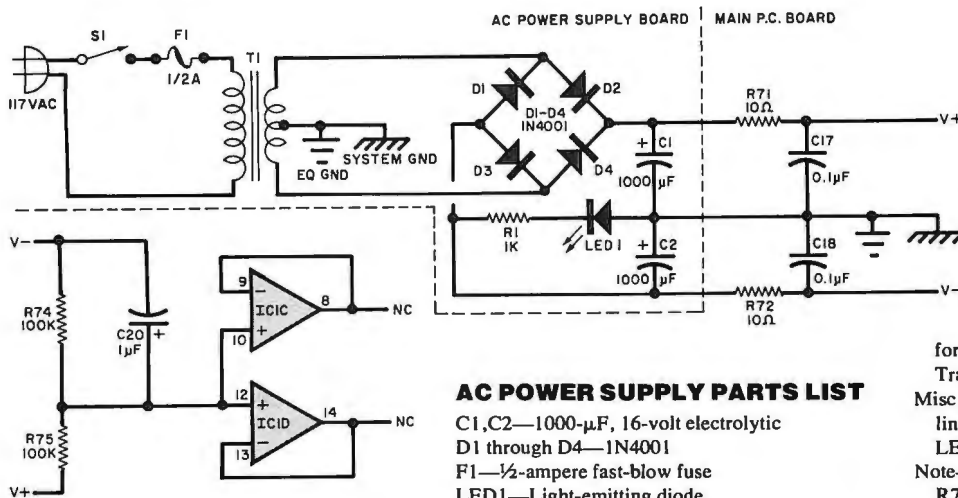 AC POWER SUPPLY BOARD
MAIN P.C. BOARD
S1
F1
1/2A
T1
117VAC
EQ GND
SYSTEM GND
D1
D2
D1-D4
1N4001
D3
D4
+ C1
1000 μF
R1
1K
LED1
+ C2
1000 μF
R71
10Ω
V+
C17
0.1μF
C18
0.1μF
R72
10Ω
V-
V-
R74
100K
C20 +
1μF
R75
100K
V+
9
-
IC1C
8
NC
+
10
12
+
IC1D
14
NC
-
13
AC POWER SUPPLY PARTS LIST
C1,C2—1000-μF, 16-volt electrolytic
D1 through D4—1N4001
F1—½-ampere fast-blow fuse
LED1—Light-emitting diode
for
Tra
Misc
lin
LE
Note-
R7